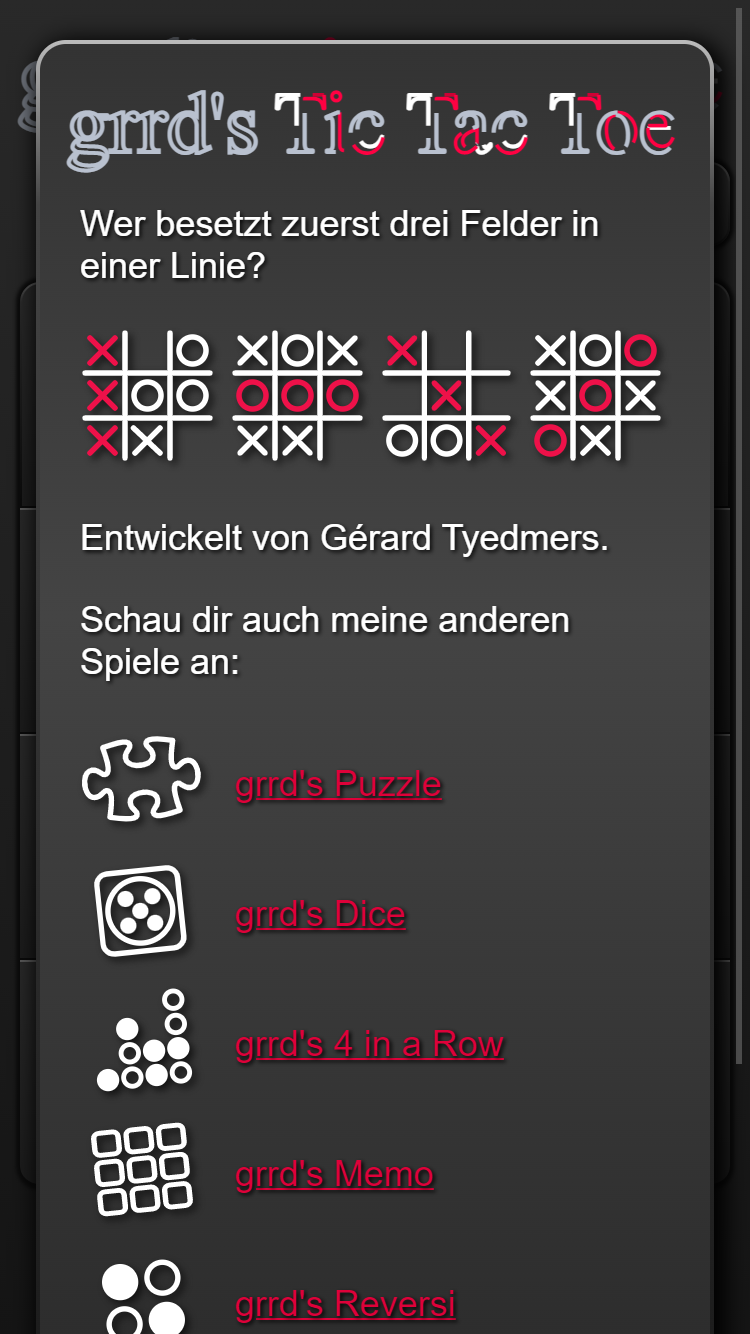 grrd's Tic Tac Toe
Wer besetzt zuerst drei Felder in
einer Linie?
Entwickelt von Gérard Tyedmers.
Schau dir auch meine anderen
Spiele an:
grrd's Puzzle
grrd's Dice
grrd's 4 in a Row
grrd's Memo
grrd's Reversi